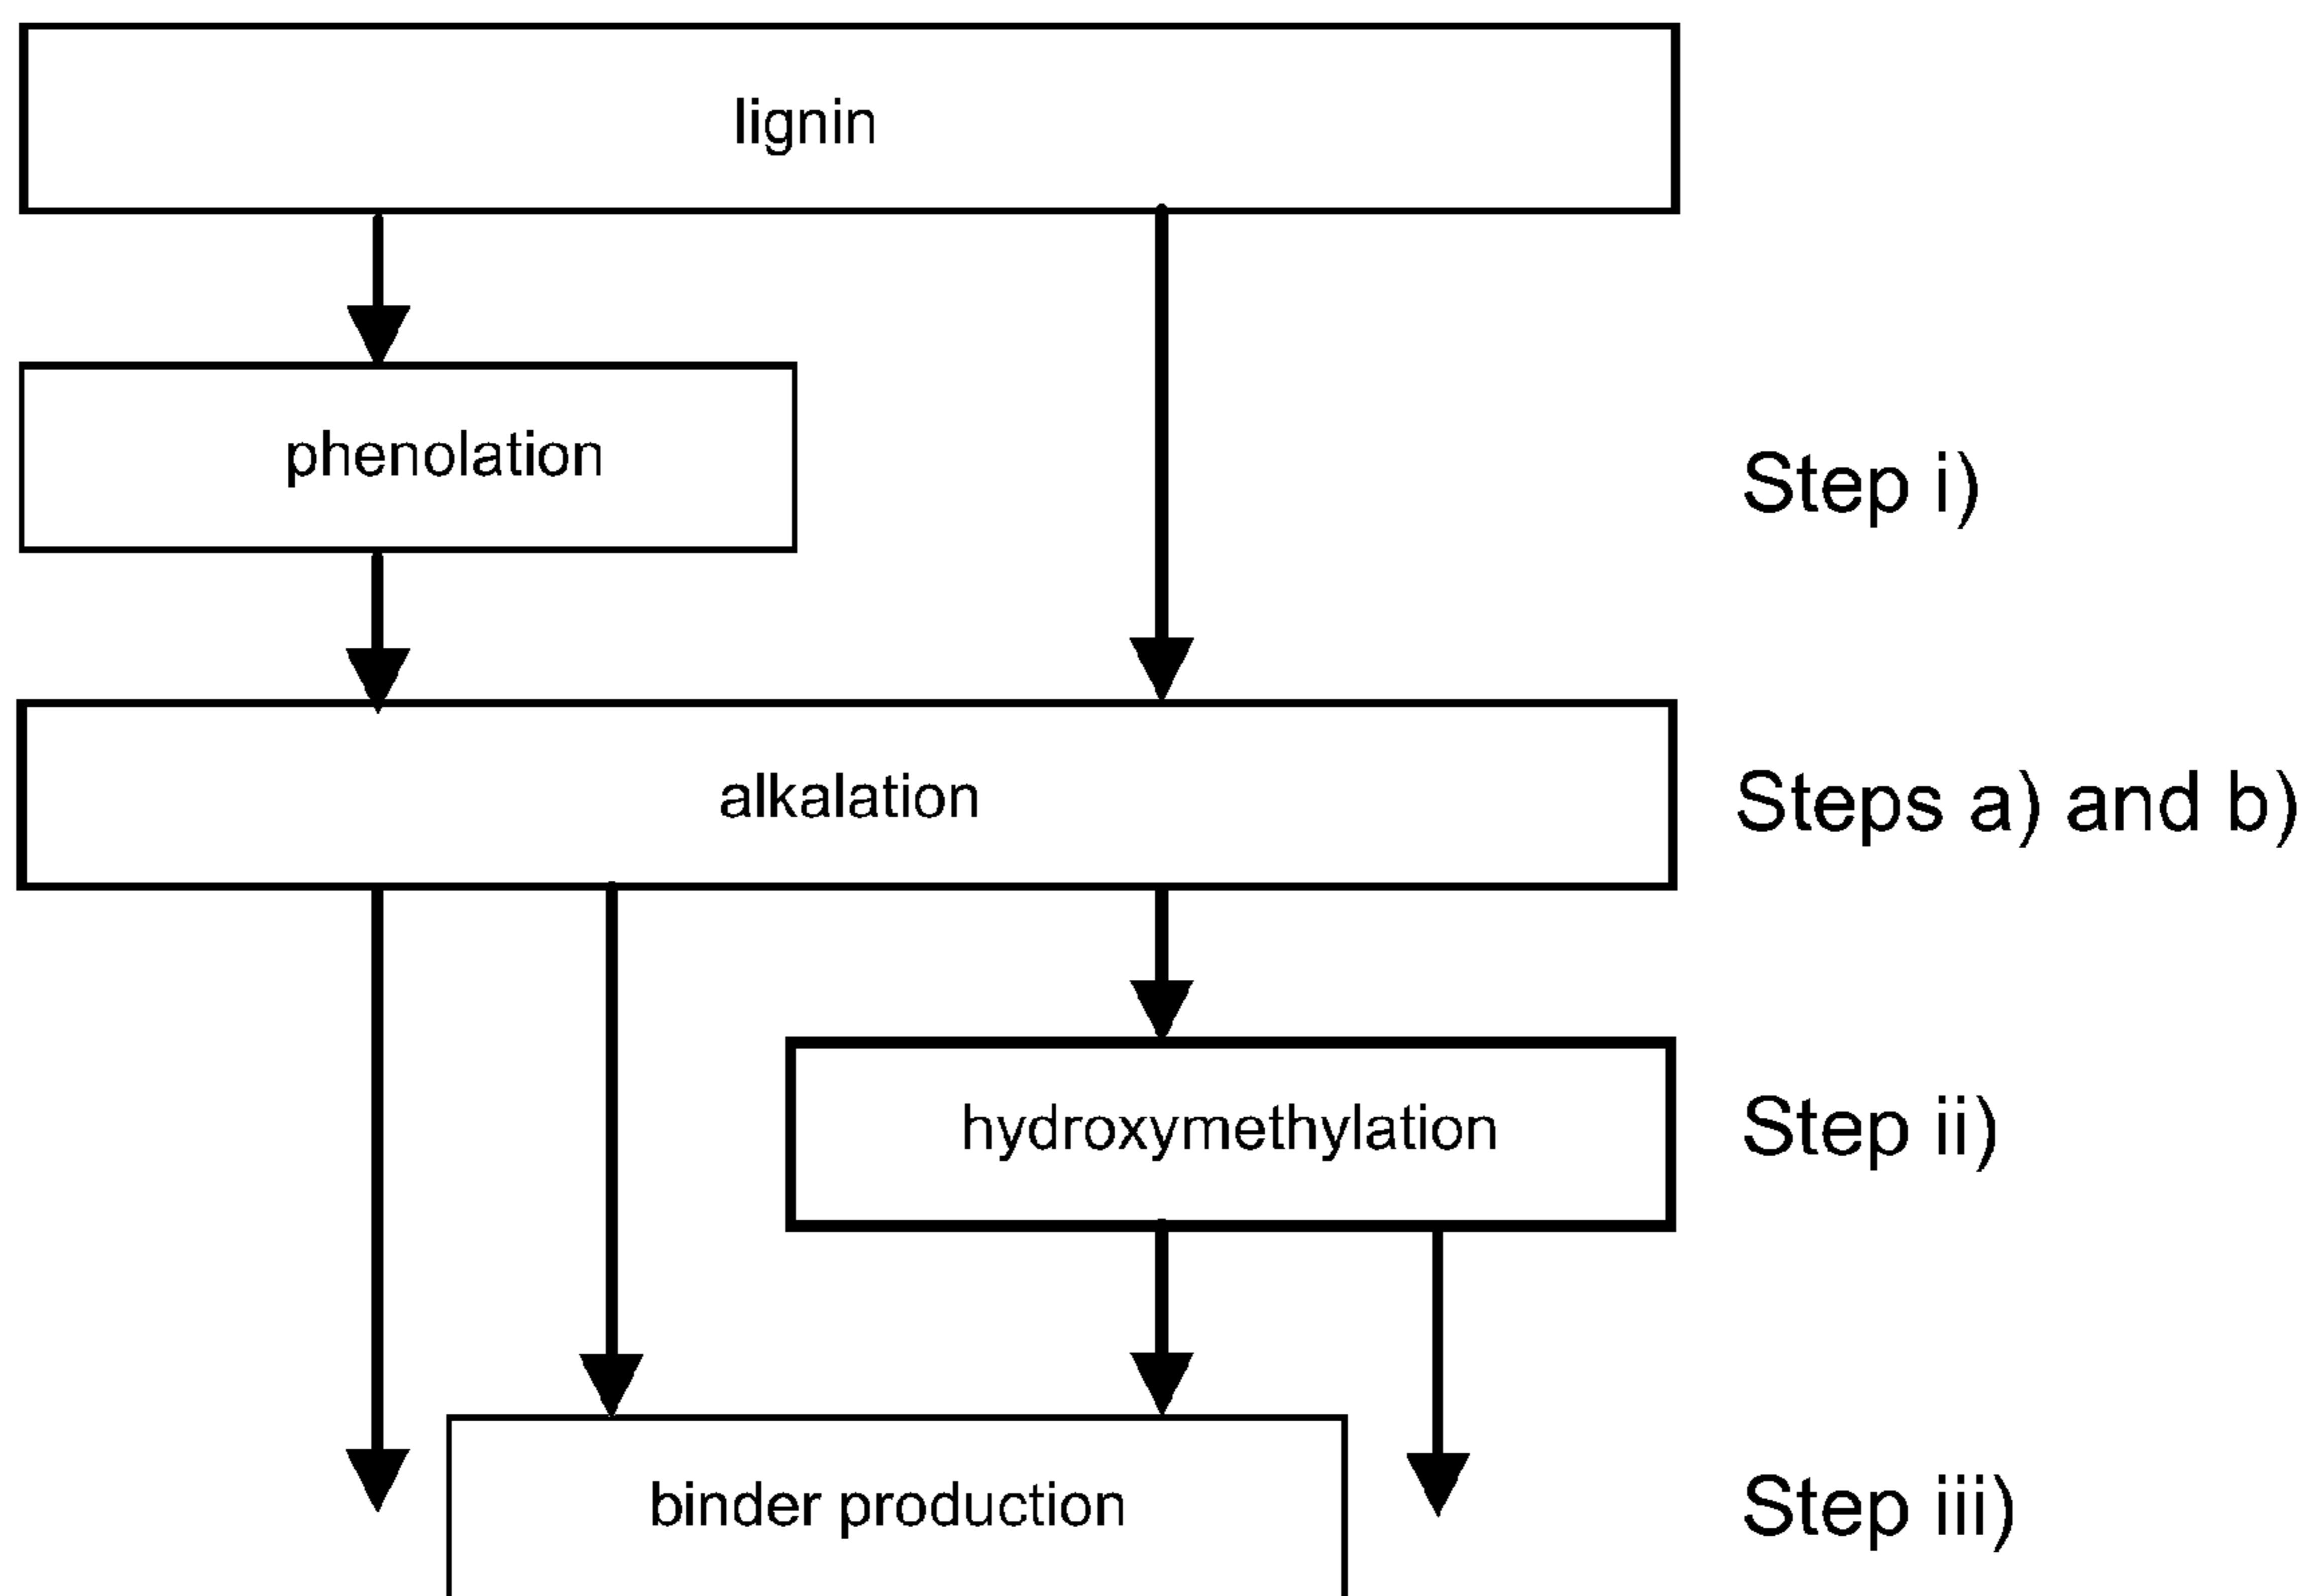 lignin
phenolation
Step i)
alkalation
Steps a) and b)
hydroxymethylation
Step ii)
binder production
Step iii)